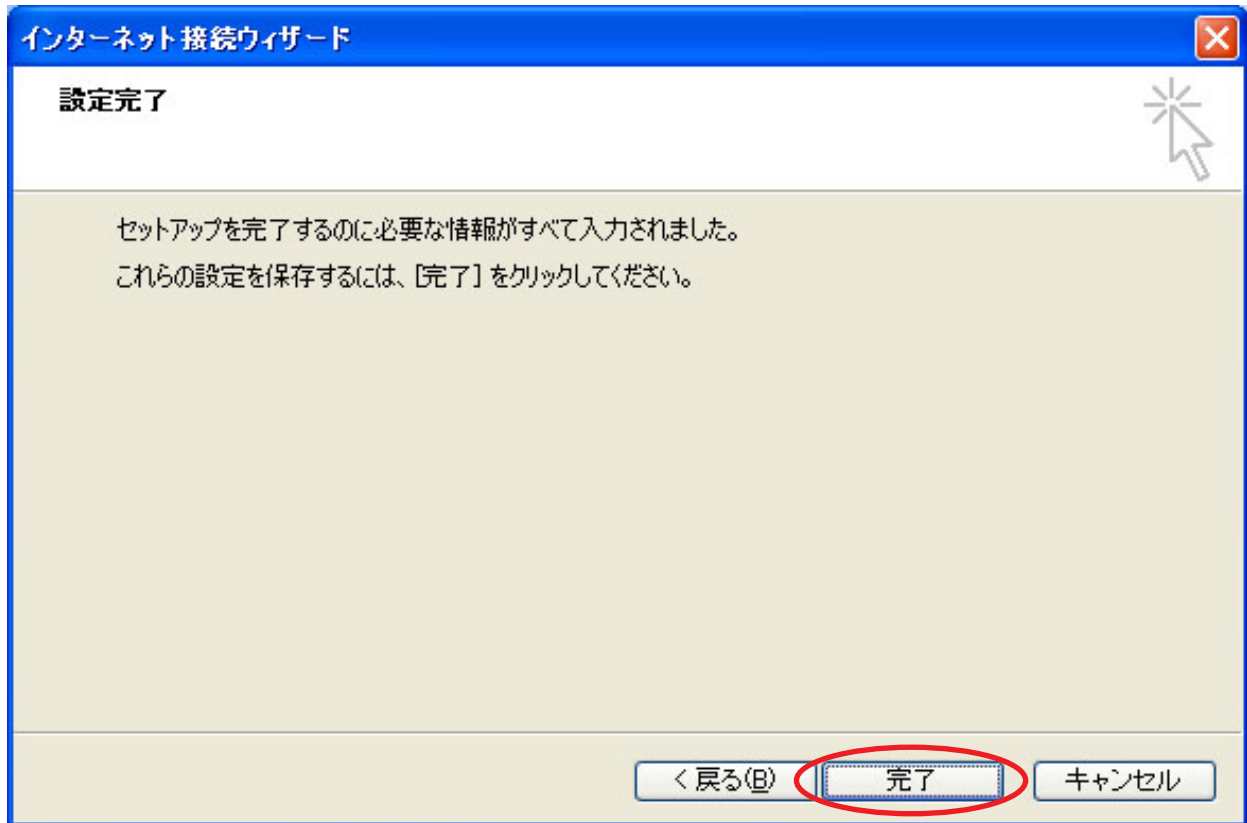 インターネット接続ウィザード
設定完了
セットアップを完了するのに必要な情報がすべて入力されました。
これらの設定を保存するには、[完了] をクリックしてください。
< 戻る(B)
完了
キャンセル